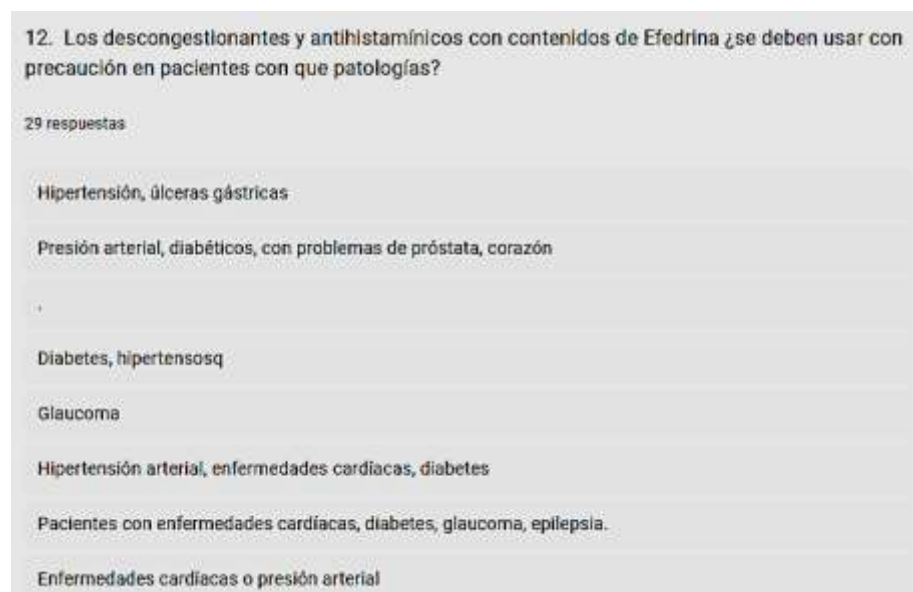 12. Los descongestionantes y antihistamínicos con contenidos de Efedrina ¿se deben usar con
precaución en pacientes con que patologías?
29 respuestas
Hipertensión, úlceras gástricas
Presión arterial, diabéticos, con problemas de próstata, corazón
.
Diabetes, hipertensosq
Glaucoma
Hipertensión arterial, enfermedades cardíacas, diabetes
Pacientes con enfermedades cardíacas, diabetes, glaucoma, epilepsia.
Enfermedades cardíacas o presión arterial